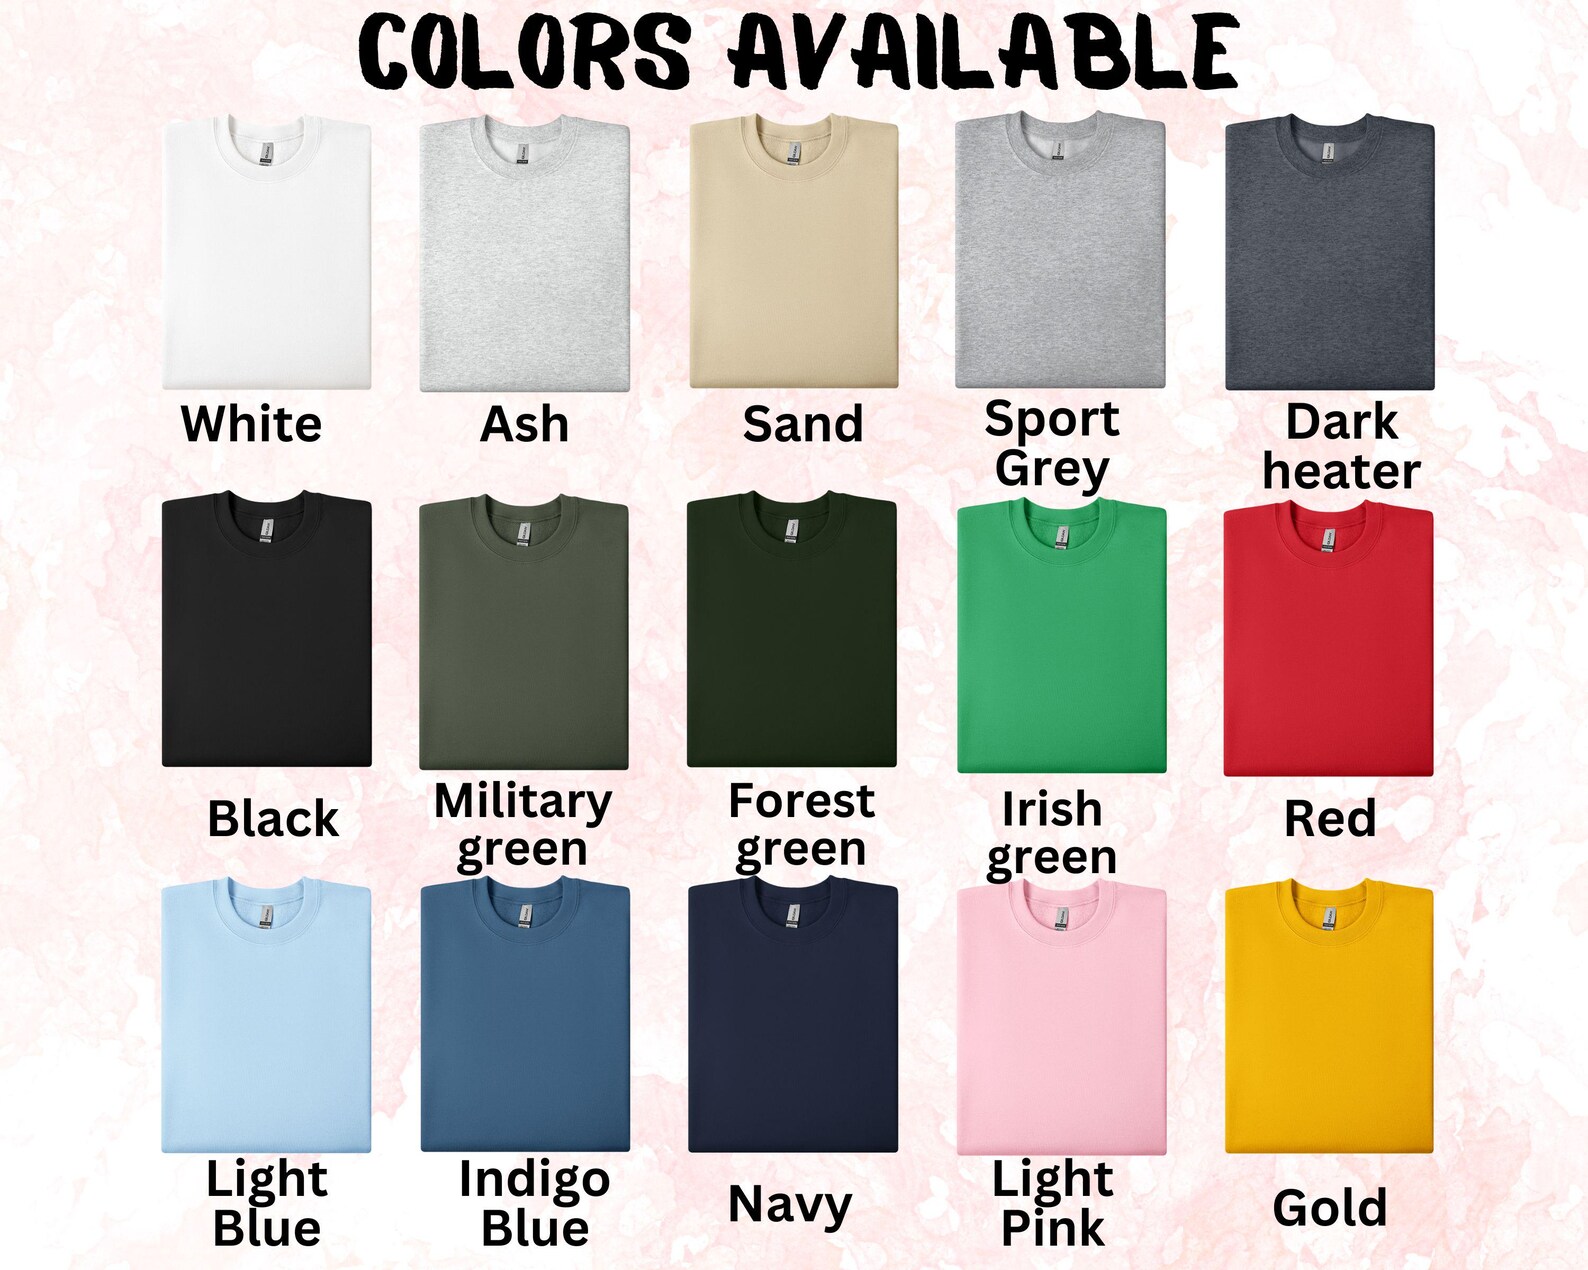 COLORS AVAILABLE
White
Ash
Sand
Sport
Grey
Dark
heater
Black
Military
green
Forest
green
Irish
green
Red
Light
Blue
Indigo
Blue
Navy
Light
Pink
Gold